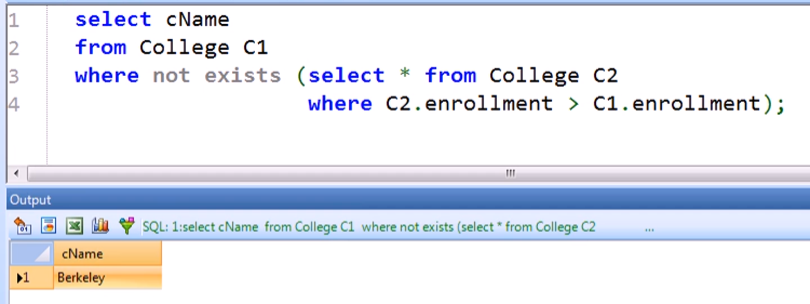 1 select cName
2 from College C1
3 where not exists (select * from College C2
4 where C2.enrollment > C1.enrollment);
Output
SQL: 1:select cName from College C1 where not exists (select * from College C2 ...
cName
1 Berkeley